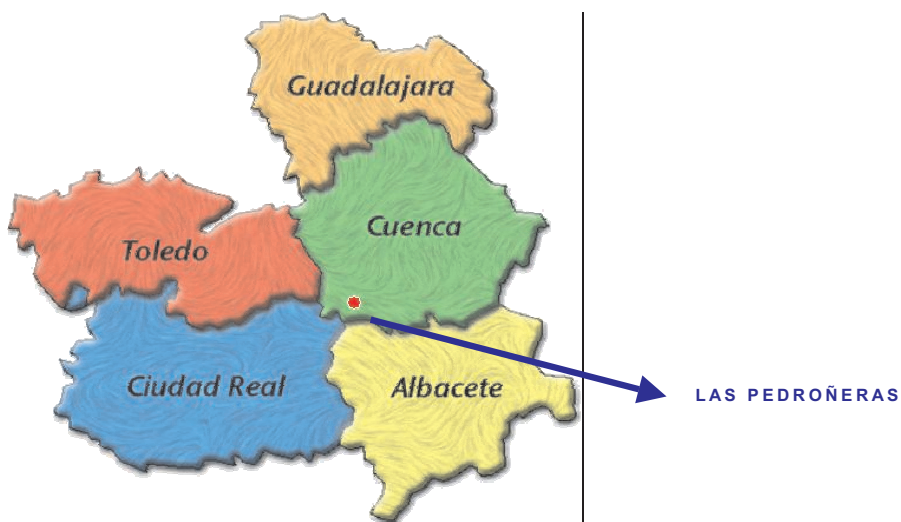 Guadalajara
Cuenca
Toledo
Ciudad Real
Albacete
LAS PEDROÑERAS